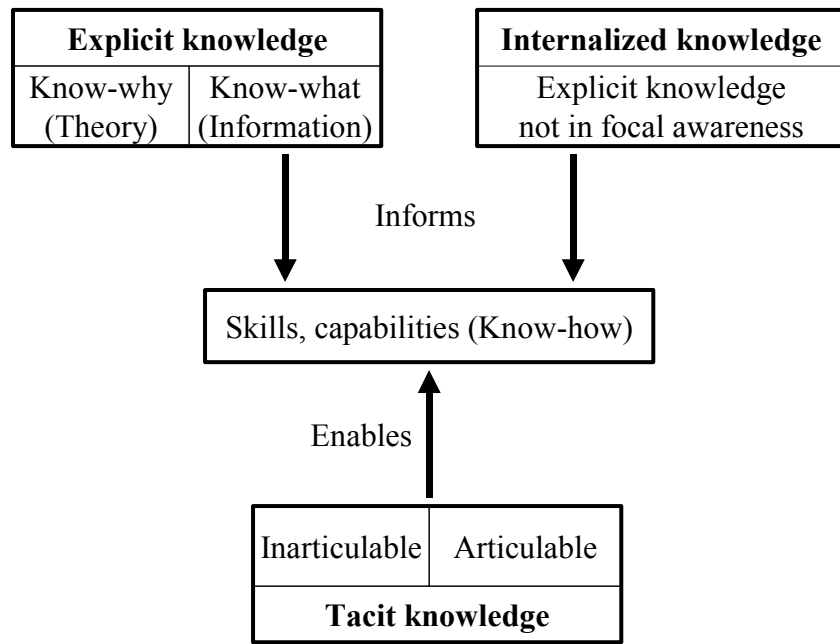 Explicit knowledge
Know-why
(Theory)
Know-what
(Information)
Internalized knowledge
Explicit knowledge
not in focal awareness
Informs
Skills, capabilities (Know-how)
Enables
Inarticulable
Articulable
Tacit knowledge